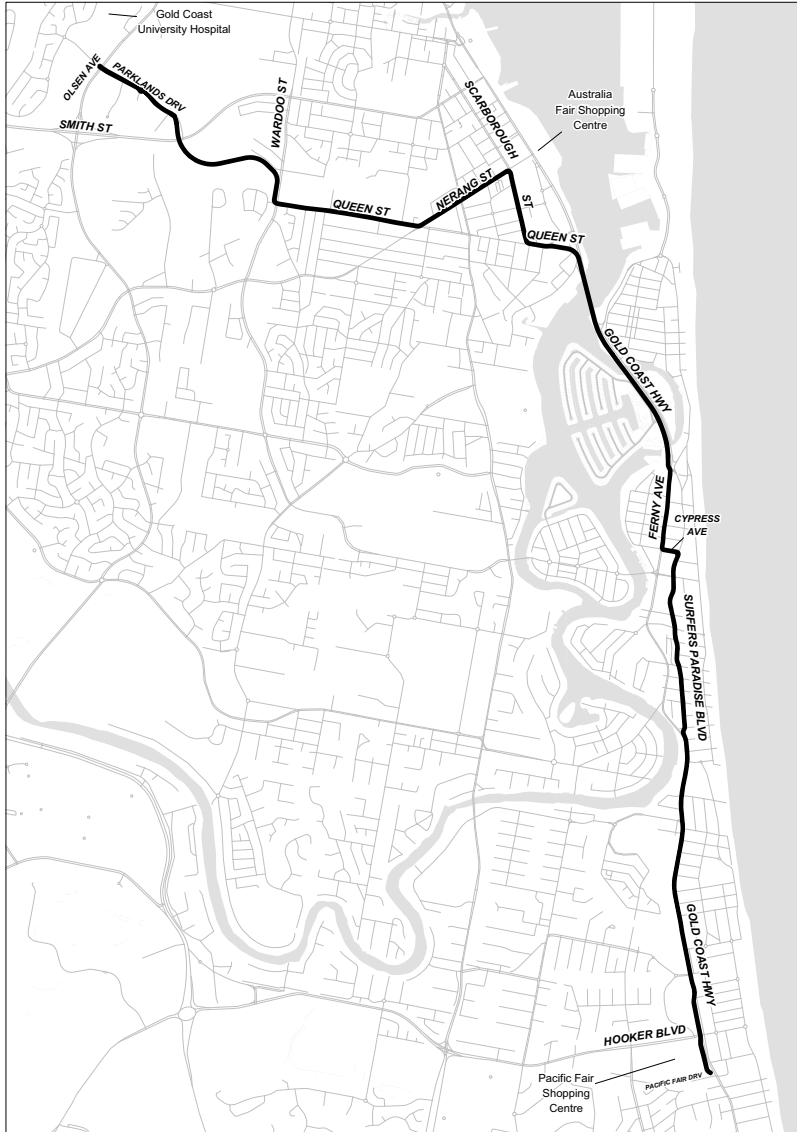 Gold Coast
University Hospital
OLSEN AVE
PARKLANDS DRV
SMITH ST
WARDOO ST
SCARBOROUGH
ST
Australia
Fair Shopping
Centre
NERANG ST
QUEEN ST
QUEEN ST
GOLD COAST HWY
FERNY AVE
CYPRESS
AVE
SURFERS PARADISE BLVD
GOLD COAST HWY
HOOKER BLVD
PACIFIC FAIR DRV
Pacific Fair
Shopping
Centre